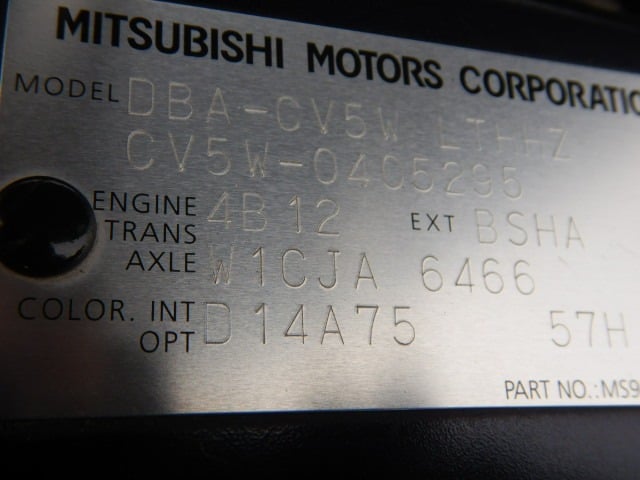 MITSUBISHI MOTORS CORPORATIO
MODEL DBA-CV5W LTHHZ
CV5W-0405295
ENGINE 4B12 EXT BSHA
TRANS
AXLE W1CJA 6466
COLOR. INT
OPT D14A75 57H
PART NO.:MS9